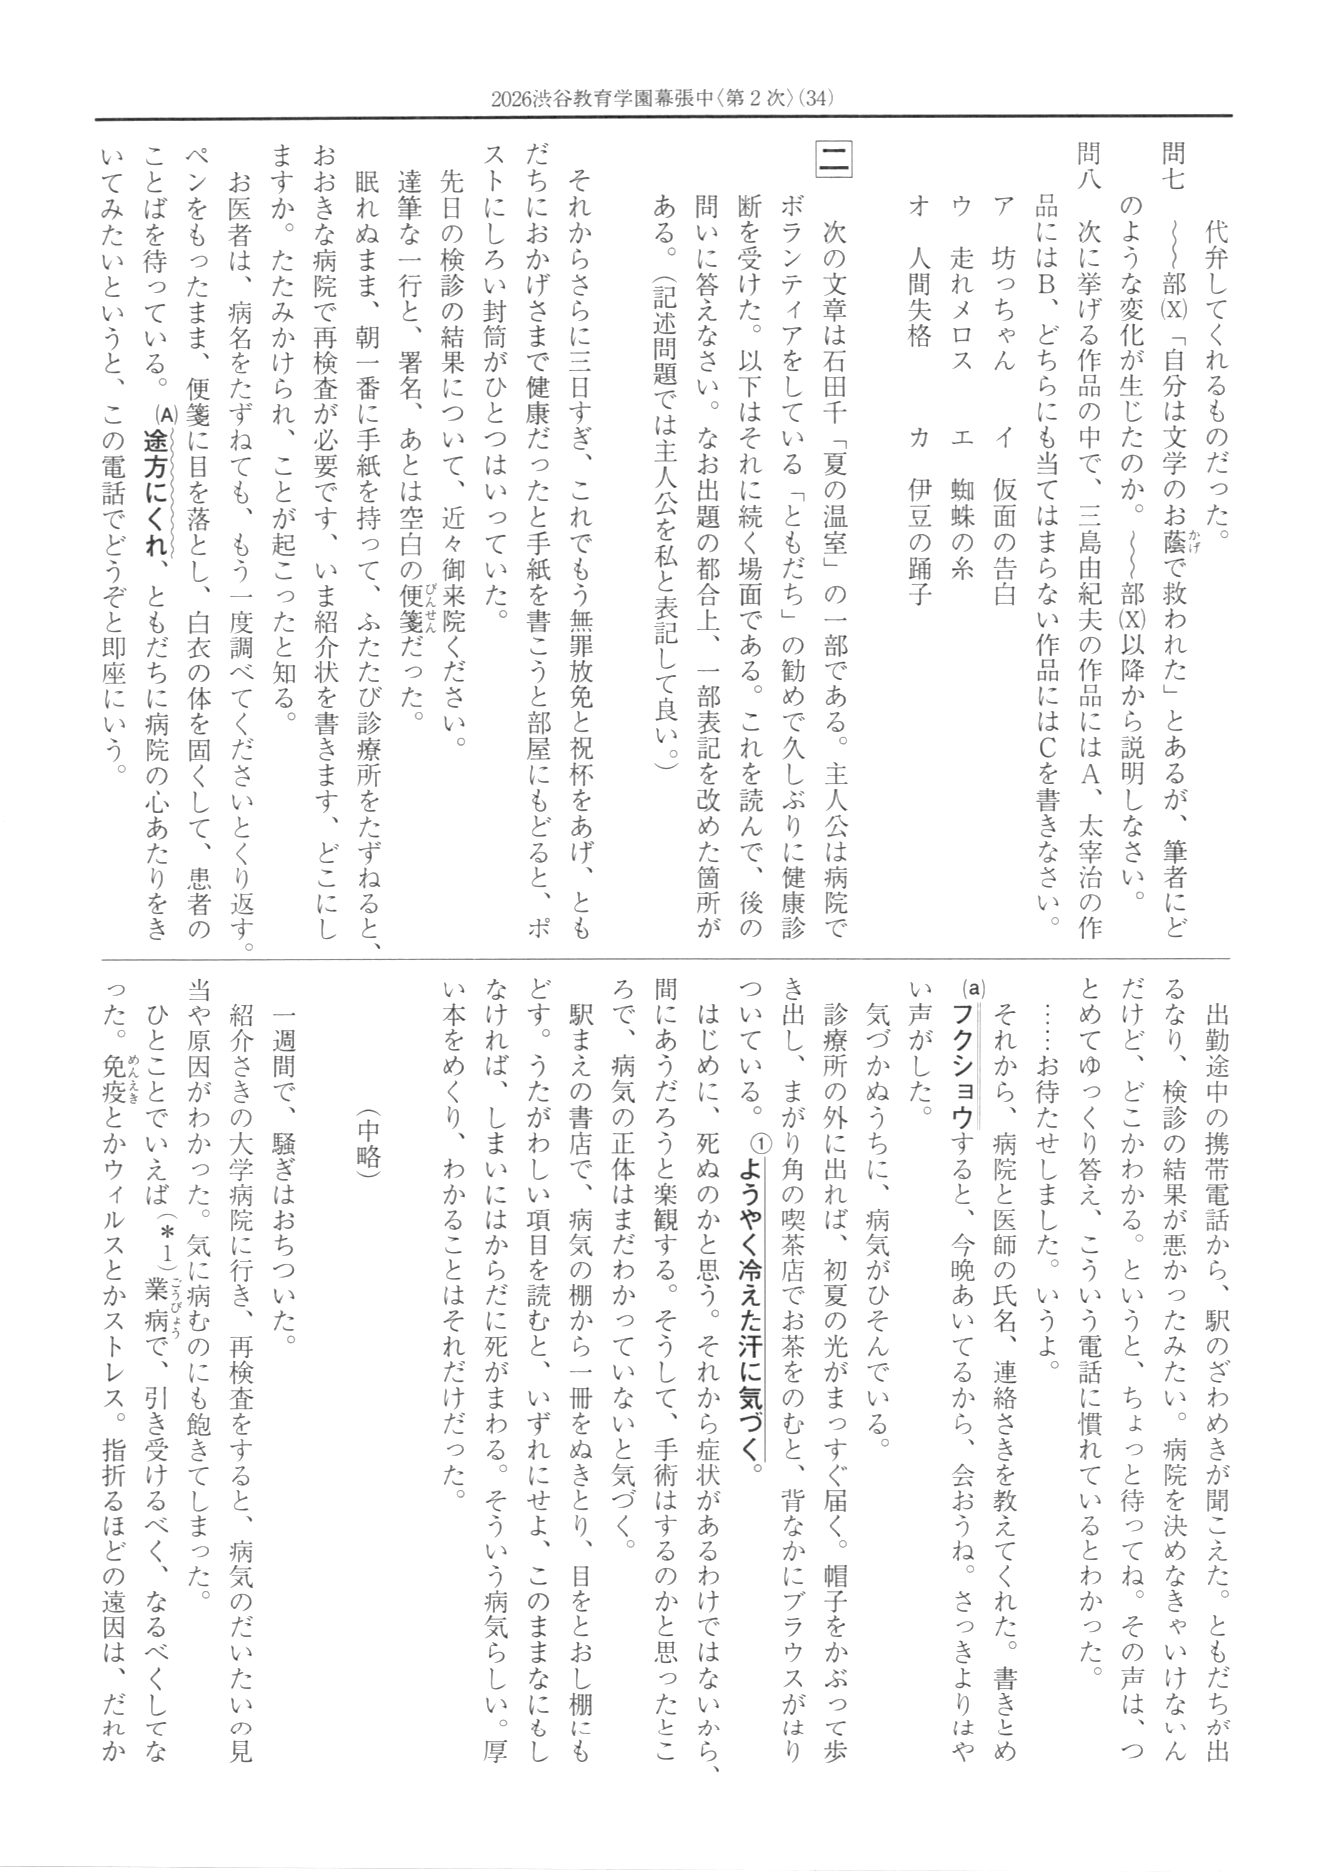 2026渋谷教育学園幕張中〈第2次〉(34)
代弁してくれるものだった。
問七 〜〜部(X)「自分は文学のお蔭で救われた」とあるが、筆者にど
かげ
のような変化が生じたのか。〜〜部(X)以降から説明しなさい。
問八 次に挙げる作品の中で、三島由紀夫の作品にはA、太宰治の作
品にはB、どちらにも当てはまらない作品にはCを書きなさい。
ア 坊っちゃん イ 仮面の告白
ウ 走れメロス エ 蜘蛛の糸
オ 人間失格 カ 伊豆の踊子
二 次の文章は石田千「夏の温室」の一部である。主人公は病院で
ボランティアをしている「ともだち」の勧めで久しぶりに健康診
断を受けた。以下はそれに続く場面である。これを読んで、後の
問いに答えなさい。なお出題の都合上、一部表記を改めた箇所が
ある。（記述問題では主人公を私と表記して良い。）
それからさらに三日すぎ、これでもう無罪放免と祝杯をあげ、とも
だちにおかげさまで健康だったと手紙を書こうと部屋にもどると、ポ
ストにしろい封筒がひとつはいっていた。
先日の検診の結果について、近々御来院ください。
達筆な一行と、署名、あとは空白の便箋だった。
びんせん
眠れぬまま、朝一番に手紙を持って、ふたたび診療所をたずねると、
おおきな病院で再検査が必要です、いま紹介状を書きます、どこにし
ますか。たたみかけられ、ことが起こったと知る。
お医者は、病名をたずねても、もう一度調べてくださいとくり返す。
ペンをもったまま、便箋に目を落とし、白衣の体を固くして、患者の
ことばを待っている。(A)途方にくれ、ともだちに病院の心あたりをき
いてみたいというと、この電話でどうぞと即座にいう。
出勤途中の携帯電話から、駅のざわめきが聞こえた。ともだちが出
るなり、検診の結果が悪かったみたい。病院を決めなきゃいけないん
だけど、どこかわかる。というと、ちょっと待ってね。その声は、つ
とめてゆっくり答え、こういう電話に慣れているとわかった。
……お待たせしました。いうよ。
それから、病院と医師の氏名、連絡さきを教えてくれた。書きとめ
(a)フクショウすると、今晩あいてるから、会おうね。さっきよりはや
い声がした。
気づかぬうちに、病気がひそんでいる。
診療所の外に出れば、初夏の光がまっすぐ届く。帽子をかぶって歩
き出し、まがり角の喫茶店でお茶をのむと、背なかにブラウスがはり
ついている。①ようやく冷えた汗に気づく。
はじめに、死ぬのかと思う。それから症状があるわけではないから、
間にあうだろうと楽観する。そうして、手術はするのかと思ったとこ
ろで、病気の正体はまだわかっていないと気づく。
駅まえの書店で、病気の棚から一冊をぬきとり、目をとおし棚にも
どす。うたがわしい項目を読むと、いずれにせよ、このままなにもし
なければ、しまいにはからだに死がまわる。そういう病気らしい。厚
い本をめくり、わかることはそれだけだった。
（中略）
一週間で、騒ぎはおちついた。
紹介さきの大学病院に行き、再検査をすると、病気のだいたいの見
当や原因がわかった。気に病むのにも飽きてしまった。
ひとことでいえば（＊1）業病で、引き受けるべく、なるべくしてな
ごうびょう
った。免疫とかウィルスとかストレス。指折るほどの遠因は、だれか
めんえき